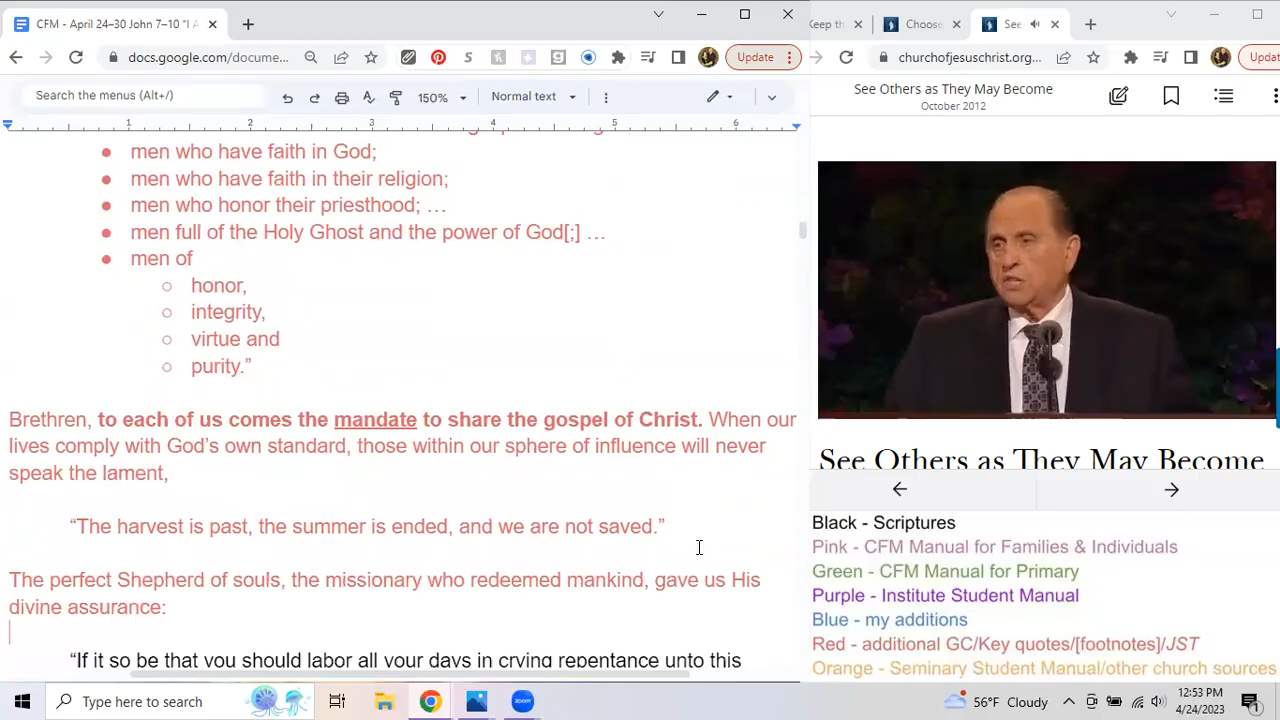 CFM - April 24–30 John 7–10 "I A
Keep th
Choose
See
docs.google.com/docume...
Update
churchofjesuschrist.org...
Updat
Search the menus (Alt+/)
150%
Normal text
See Others as They May Become
October 2012
1 2 3 4 5 6
men who have faith in God;
men who have faith in their religion;
men who honor their priesthood; …
men full of the Holy Ghost and the power of God[;] …
men of
honor,
integrity,
virtue and
purity.”
Brethren, to each of us comes the mandate to share the gospel of Christ. When our
lives comply with God’s own standard, those within our sphere of influence will never
speak the lament,
“The harvest is past, the summer is ended, and we are not saved.”
The perfect Shepherd of souls, the missionary who redeemed mankind, gave us His
divine assurance:
“If it so be that you should labor all your days in crying repentance unto this
See Others as They May Become
Black - Scriptures
Pink - CFM Manual for Families & Individuals
Green - CFM Manual for Primary
Purple - Institute Student Manual
Blue - my additions
Red - additional GC/Key quotes/[footnotes]/JST
Orange - Seminary Student Manual/other church sources
Type here to search
zoom
56°F Cloudy
12:53 PM
4/24/2023
1